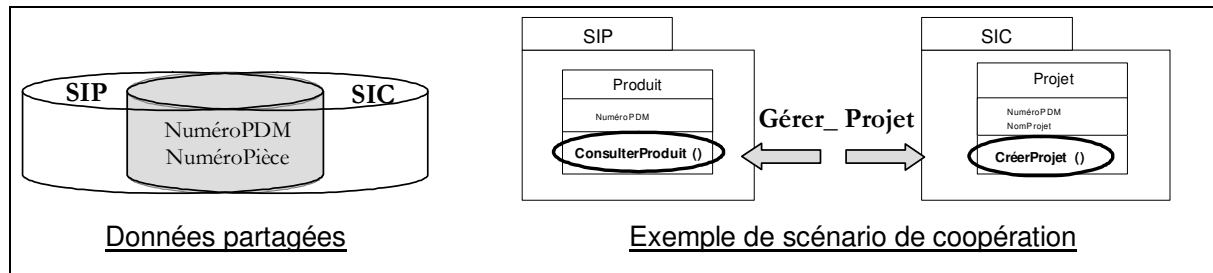 SIP
SIC
NuméroPDM
NuméroPièce
Données partagées
SIP
Produit
NuméroPDM
ConsulterProduit ()
Gérer_ Projet
SIC
Projet
NuméroPDM
NomProjet
CréerProjet ()
Exemple de scénario de coopération